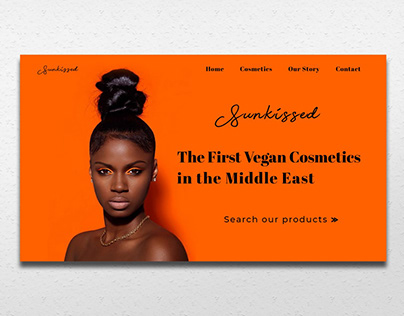 Sunkissed
Home Cosmetics Our Story Contact
Sunkissed
The First Vegan Cosmetics
in the Middle East
Search our products ≫